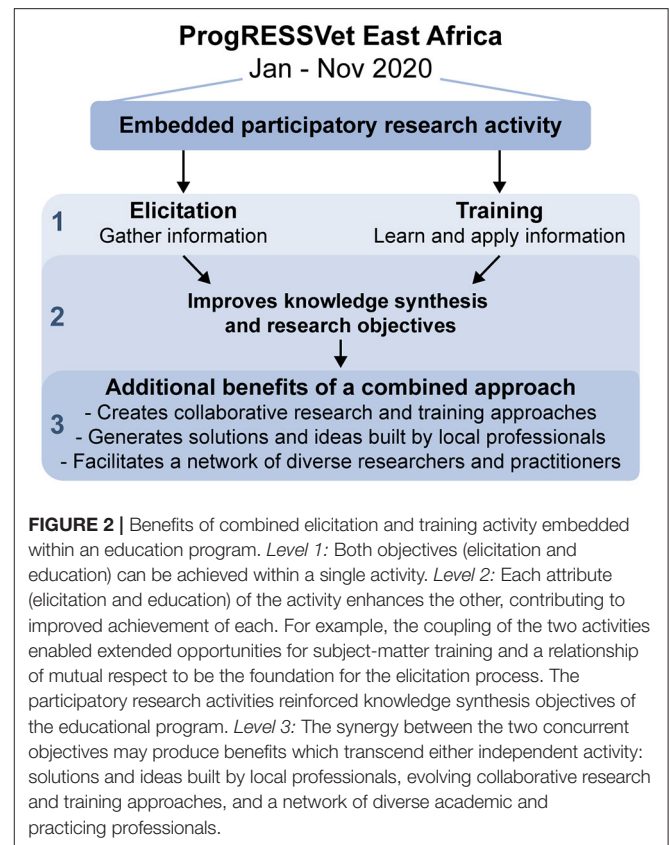 ProgRESSVet East Africa
Jan - Nov 2020
Embedded participatory research activity
1
Elicitation
Gather information
Training
Learn and apply information
2
Improves knowledge synthesis
and research objectives
3
Additional benefits of a combined approach
- Creates collaborative research and training approaches
- Generates solutions and ideas built by local professionals
- Facilitates a network of diverse researchers and practitioners
FIGURE 2 | Benefits of combined elicitation and training activity embedded
within an education program. Level 1: Both objectives (elicitation and
education) can be achieved within a single activity. Level 2: Each attribute
(elicitation and education) of the activity enhances the other, contributing to
improved achievement of each. For example, the coupling of the two activities
enabled extended opportunities for subject-matter training and a relationship
of mutual respect to be the foundation for the elicitation process. The
participatory research activities reinforced knowledge synthesis objectives of
the educational program. Level 3: The synergy between the two concurrent
objectives may produce benefits which transcend either independent activity:
solutions and ideas built by local professionals, evolving collaborative research
and training approaches, and a network of diverse academic and
practicing professionals.